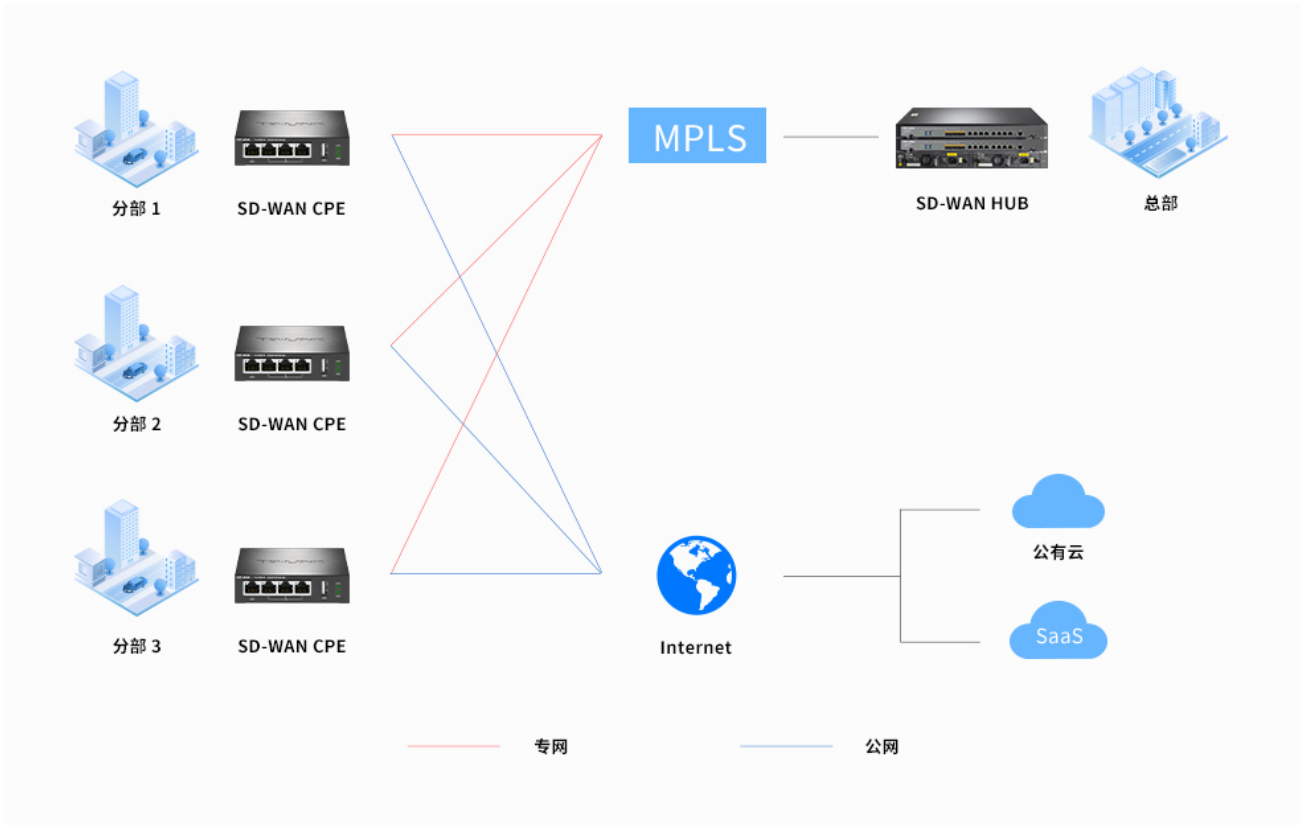 MPLS
分部 1
SD-WAN CPE
SD-WAN HUB
总部
分部 2
SD-WAN CPE
公有云
SaaS
分部 3
SD-WAN CPE
Internet
专网
公网